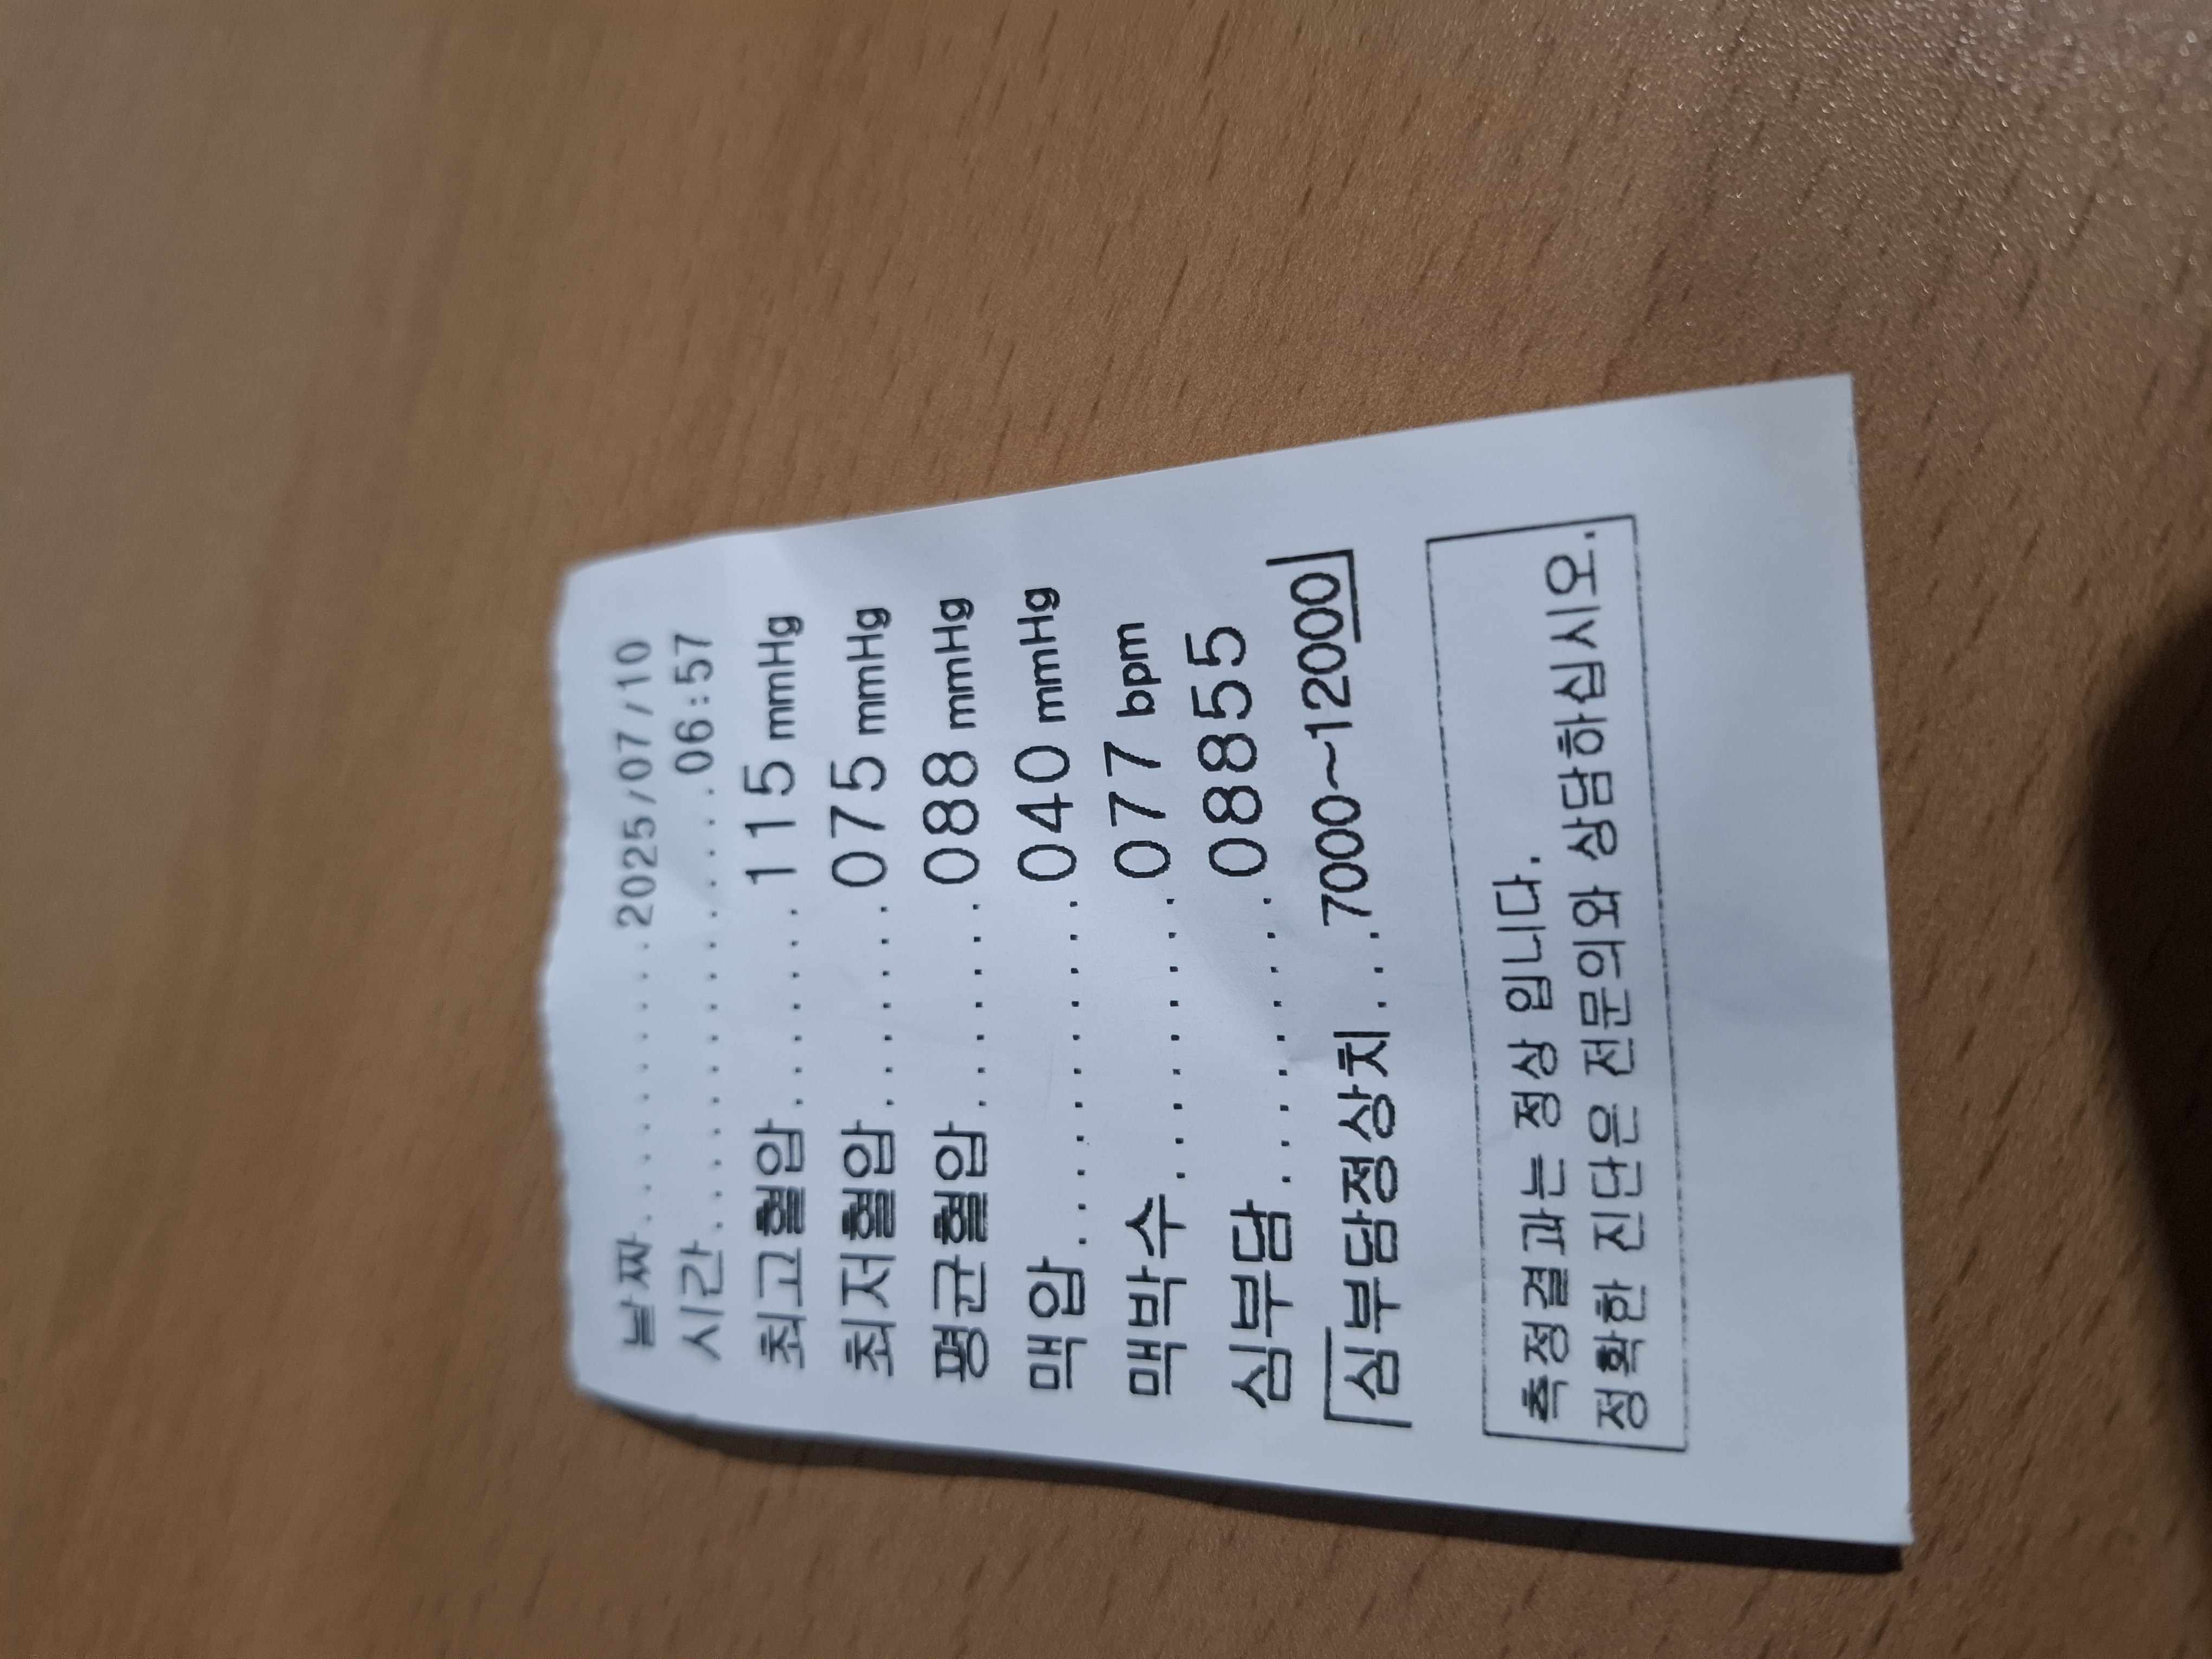 날짜..........2025/07/10
시간................06:57
최고혈압.......115 mmHg
최저혈압.......075 mmHg
평균혈압.......088 mmHg
맥압...........040 mmHg
맥박수.........077 bpm
심부담.........08855
[심부담정상치...7000~12000]
측정결과는 정상 입니다.
정확한 진단은 전문의와 상담하십시오.